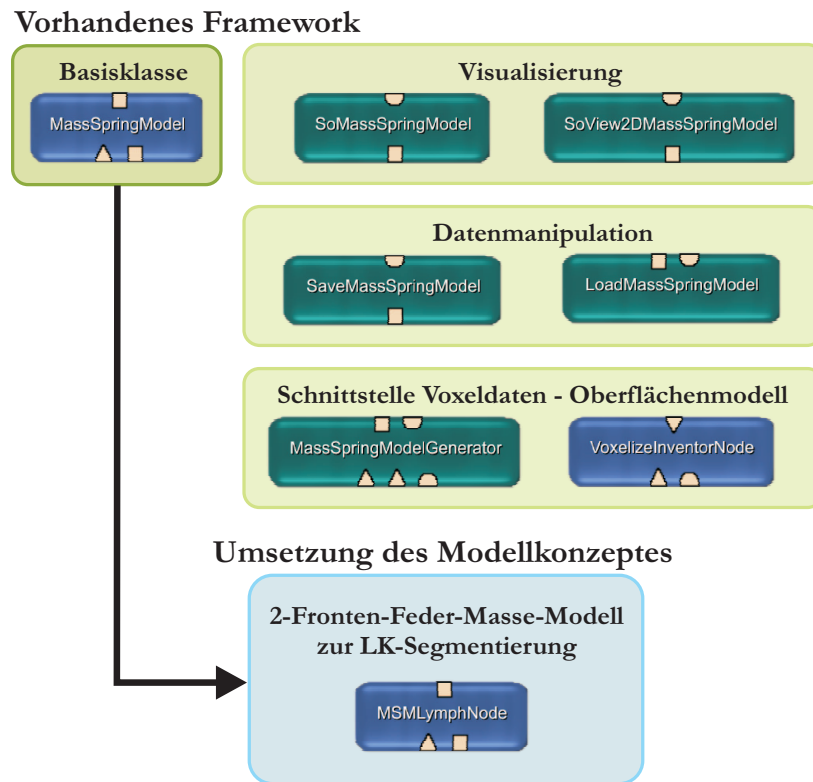 Vorhandenes Framework
Basisklasse
MassSpringModel
Visualisierung
SoMassSpringModel
SoView2DMassSpringModel
Datenmanipulation
SaveMassSpringModel
LoadMassSpringModel
Schnittstelle Voxeldaten - Oberflächenmodell
MassSpringModelGenerator
VoxelizeInventorNode
Umsetzung des Modellkonzeptes
2-Fronten-Feder-Masse-Modell
zur LK-Segmentierung
MSMLymphNode